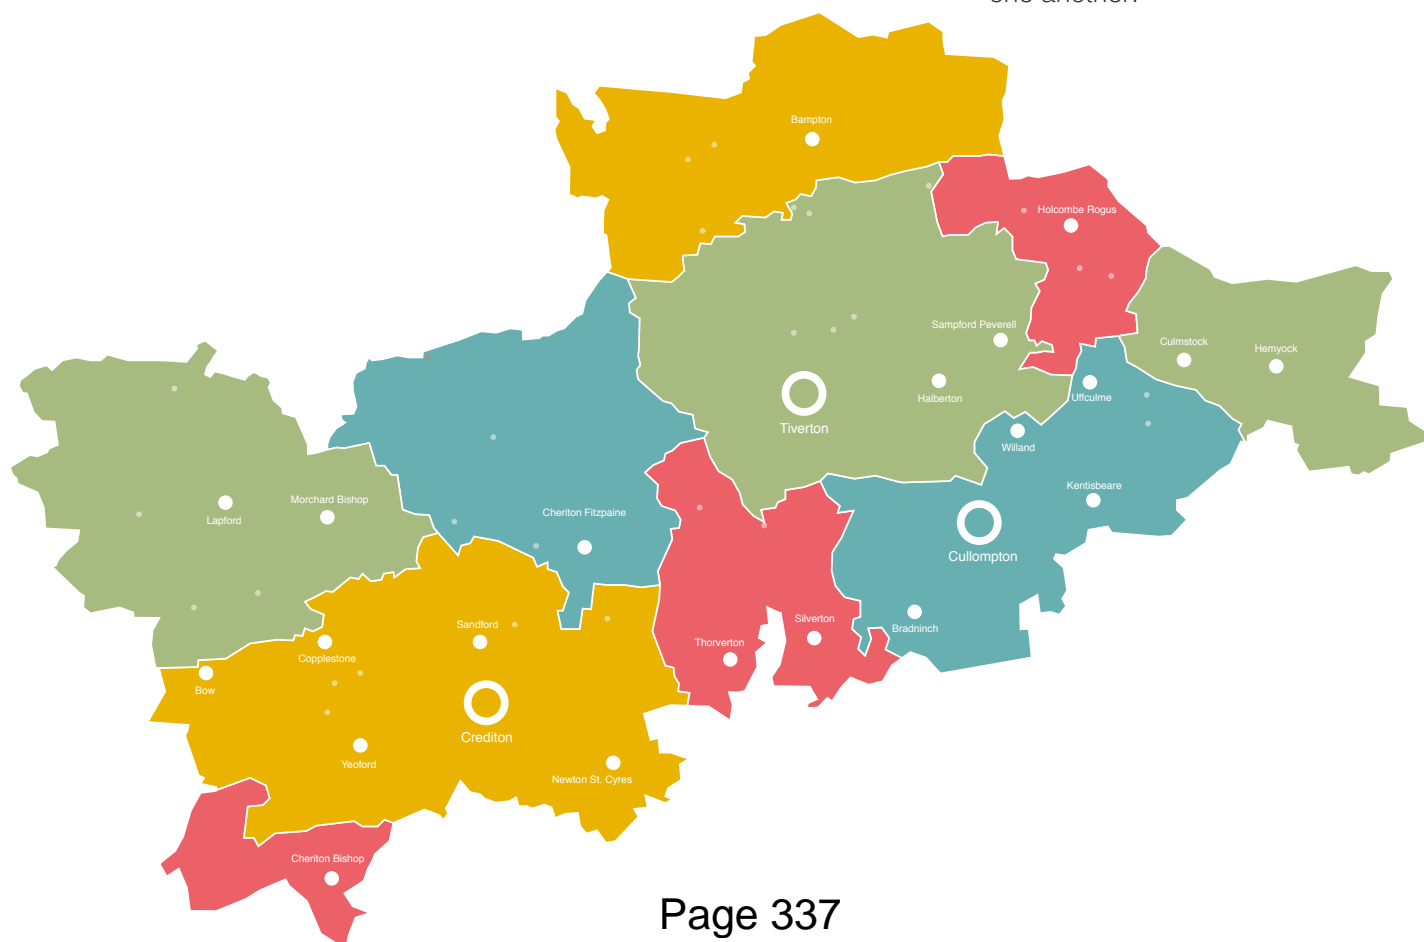 Bampton
Holcombe Rogus
Sampford Peverell
Culmstock
Hemyock
Halberton
Uffculme
Tiverton
Willand
Kentisbeare
Morchard Bishop
Lapford
Cheriton Fitzpaine
Cullompton
Bradninch
Silverton
Sandford
Thorverton
Copplestone
Bow
Crediton
Yeoford
Newton St. Cyres
Cheriton Bishop
Page 337